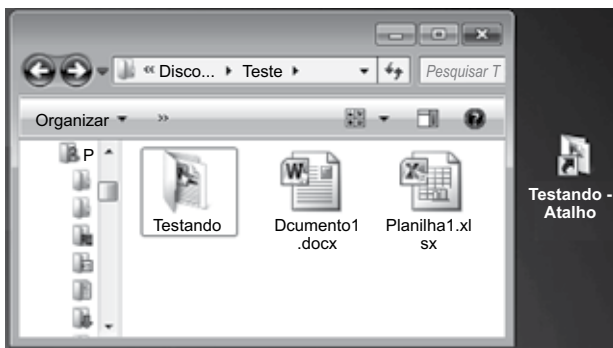 « Disco... Teste
Pesquisar T
Organizar »
P
Testando
Dcumento1
.docx
Planilha1.xl
sx
Testando -
Atalho